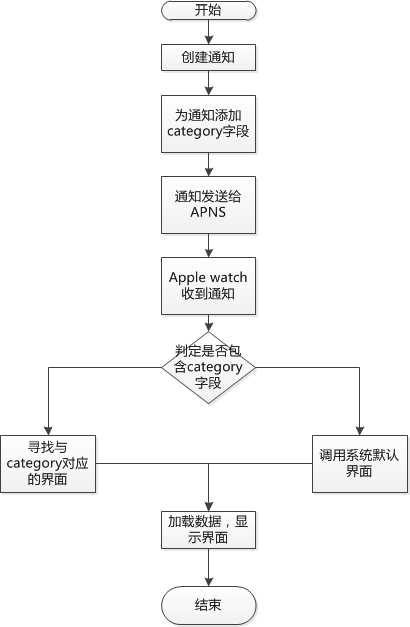 开始
创建通知
为通知添加
category字段
通知发送给
APNS
Apple watch
收到通知
判定是否包
含category
字段
寻找与
category对应
的界面
调用系统默认
界面
加载数据，显
示界面
结束